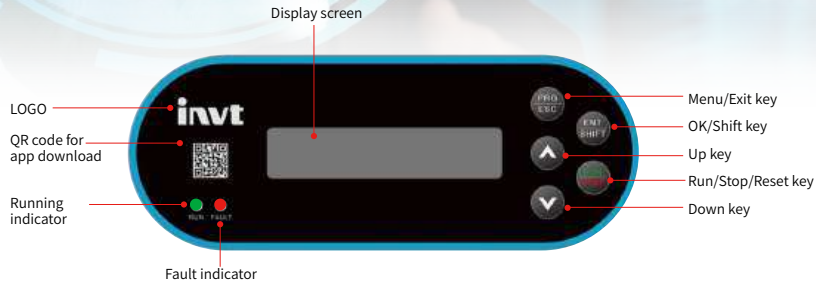 Display screen
LOGO
invt
QR code for
app download
Running
indicator
RUN FAULT
Fault indicator
PRG
ESC
ENT
SHIFT
Menu/Exit key
OK/Shift key
Up key
Run/Stop/Reset key
Down key